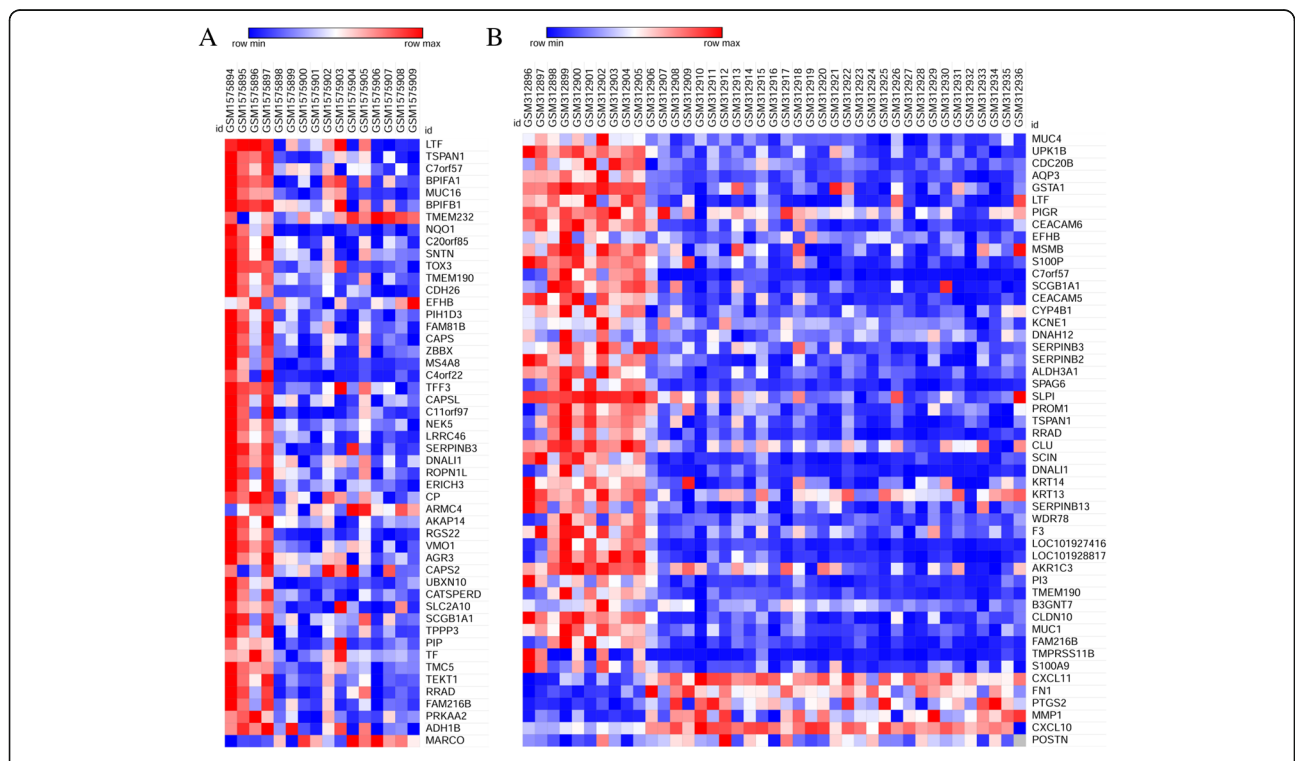 A
row min row max
id
GSM1575894
GSM1575895
GSM1575896
GSM1575897
GSM1575898
GSM1575899
GSM1575900
GSM1575901
GSM1575902
GSM1575903
GSM1575904
GSM1575905
GSM1575906
GSM1575907
GSM1575908
GSM1575909
id
LTF
TSPAN1
C7orf57
BPIFA1
MUC16
BPIFB1
TMEM232
NQO1
C20orf85
SNTN
TOX3
TMEM190
CDH26
EFHB
PIH1D3
FAM81B
CAPS
ZBBX
MS4A8
C4orf22
TFF3
CAPSL
C11orf97
NEK5
LRRC46
SERPINB3
DNALI1
ROPN1L
ERICH3
CP
ARMC4
AKAP14
RGS22
VMO1
AGR3
CAPS2
UBXN10
CATSPERD
SLC2A10
SCGB1A1
TPPP3
PIP
TF
TMC5
TEKT1
RRAD
FAM216B
PRKAA2
ADH1B
MARCO
B
row min row max
id
GSM312896
GSM312897
GSM312898
GSM312899
GSM312900
GSM312901
GSM312902
GSM312903
GSM312904
GSM312905
GSM312906
GSM312907
GSM312908
GSM312909
GSM312910
GSM312911
GSM312912
GSM312913
GSM312914
GSM312915
GSM312916
GSM312917
GSM312918
GSM312919
GSM312920
GSM312921
GSM312922
GSM312923
GSM312924
GSM312925
GSM312926
GSM312927
GSM312928
GSM312929
GSM312930
GSM312931
GSM312932
GSM312933
GSM312934
GSM312935
GSM312936
id
MUC4
UPK1B
CDC20B
AQP3
GSTA1
LTF
PIGR
CEACAM6
EFHB
MSMB
S100P
C7orf57
SCGB1A1
CEACAM5
CYP4B1
KCNE1
DNAH12
SERPINB3
SERPINB2
ALDH3A1
SPAG6
SLPI
PROM1
TSPAN1
RRAD
CLU
SCIN
DNALI1
KRT14
KRT13
SERPINB13
WDR78
F3
LOC101927416
LOC101928817
AKR1C3
PI3
TMEM190
B3GNT7
CLDN10
MUC1
FAM216B
TMPRSS11B
S100A9
CXCL11
FN1
PTGS2
MMP1
CXCL10
POSTN